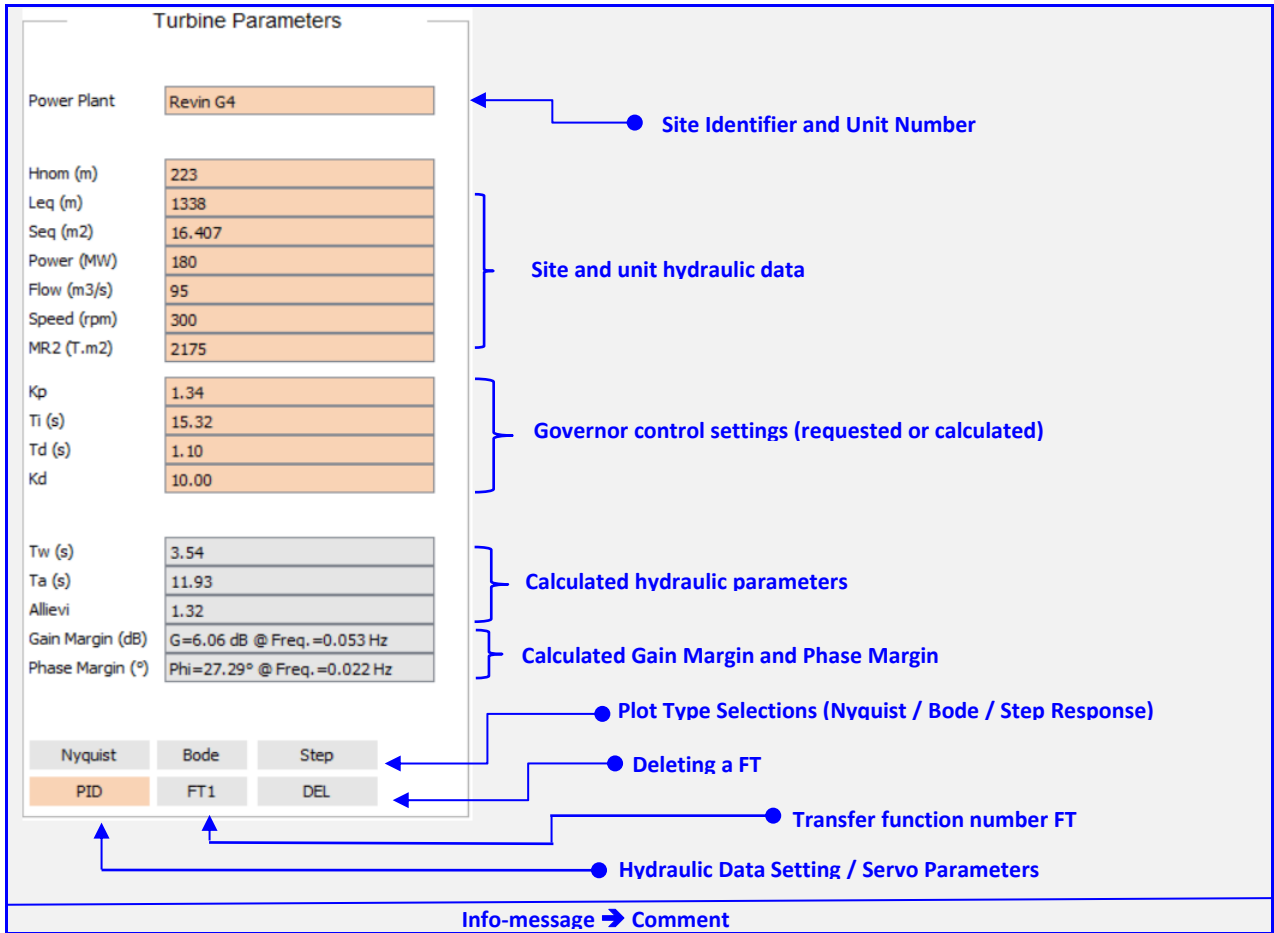 Turbine Parameters
Power Plant Revin G4
Site Identifier and Unit Number
Hnom (m) 223
Leq (m) 1338
Seq (m2) 16.407
Power (MW) 180
Flow (m3/s) 95
Speed (rpm) 300
MR2 (T.m2) 2175
Site and unit hydraulic data
Kp 1.34
Ti (s) 15.32
Td (s) 1.10
Kd 10.00
Governor control settings (requested or calculated)
Tw (s) 3.54
Ta (s) 11.93
Allievi 1.32
Calculated hydraulic parameters
Gain Margin (dB) G=6.06 dB @ Freq.=0.053 Hz
Phase Margin (°) Phi=27.29° @ Freq.=0.022 Hz
Calculated Gain Margin and Phase Margin
Plot Type Selections (Nyquist / Bode / Step Response)
Nyquist Bode Step
Deleting a FT
PID FT1 DEL
Transfer function number FT
Hydraulic Data Setting / Servo Parameters
Info-message ➔ Comment